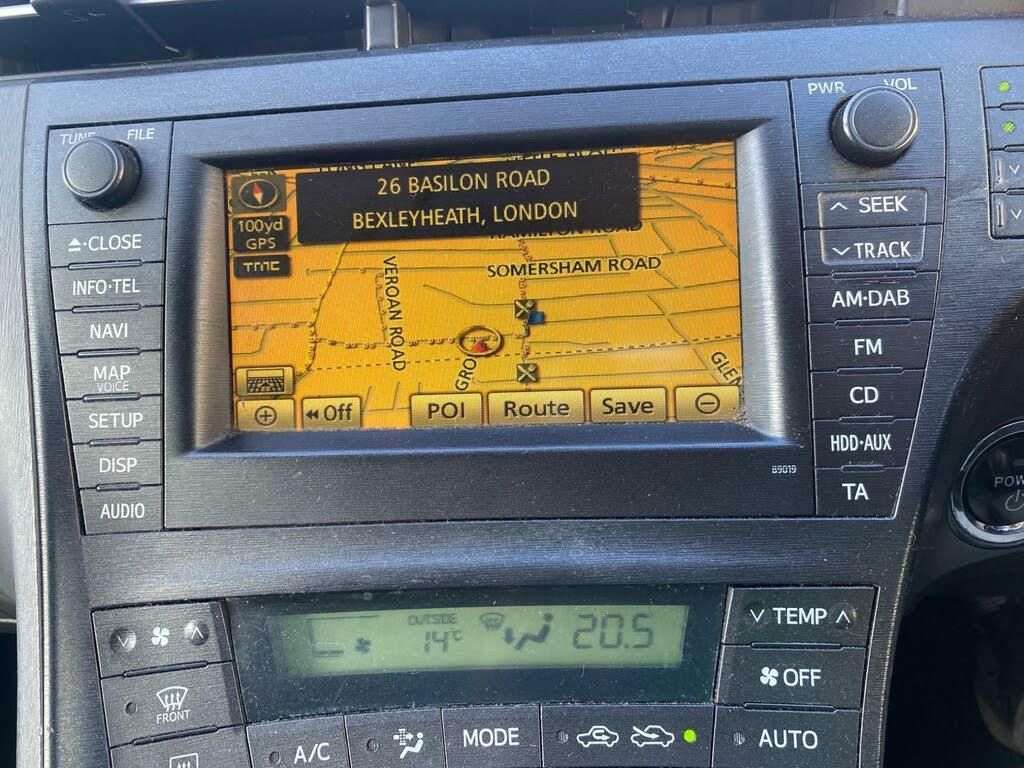 TUNE FILE
PWR VOL
26 BASILON ROAD
BEXLEYHEATH, LONDON
100yd
GPS
TMC
HAMILTON ROAD
SOMERSHAM ROAD
VEROAN ROAD
GRO
GLEN
Off
POI
Route
Save
CLOSE
INFO·TEL
NAVI
MAP
VOICE
SETUP
DISP
AUDIO
SEEK
TRACK
AM·DAB
FM
CD
HDD·AUX
TA
B9019
OUTSIDE
14°C
20.5
TEMP
OFF
FRONT
A/C
MODE
AUTO